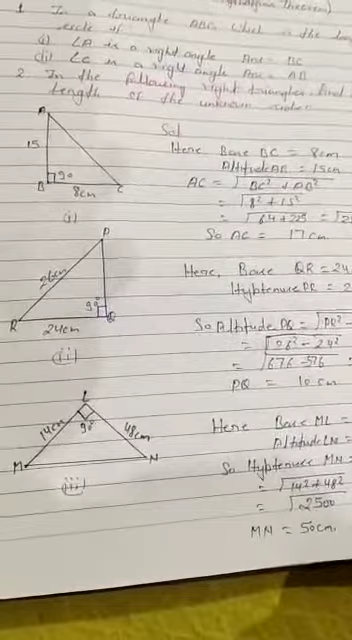 1 In a triangle ABC, which is the
side if
(i) ∠A is a right angle Ans = BC
(ii) ∠C is a right angle Ans = AB
2. In the following right triangles, find
length of the unknown sides.
A
15
B 90
8cm C
(i)
Sol
Here Base BC = 8cm
Altitude AB = 15cm
AC = √BC² + AB²
= √8² + 15²
= √64 + 225 = √2
So AC = 17cm
P
26cm
90
R 24cm Q
(ii)
Here, Base QR = 24
Hyptenuse PR = 2
So Altitude PQ = √PR² -
= √26² - 24²
= √676 - 576 =
PQ = 10 cm
L
14cm 90 48cm
M N
(iii)
Here Base ML =
Altitude LN =
So Hyptenuse MN =
= √14² + 48²
= √2500
MN = 50cm.